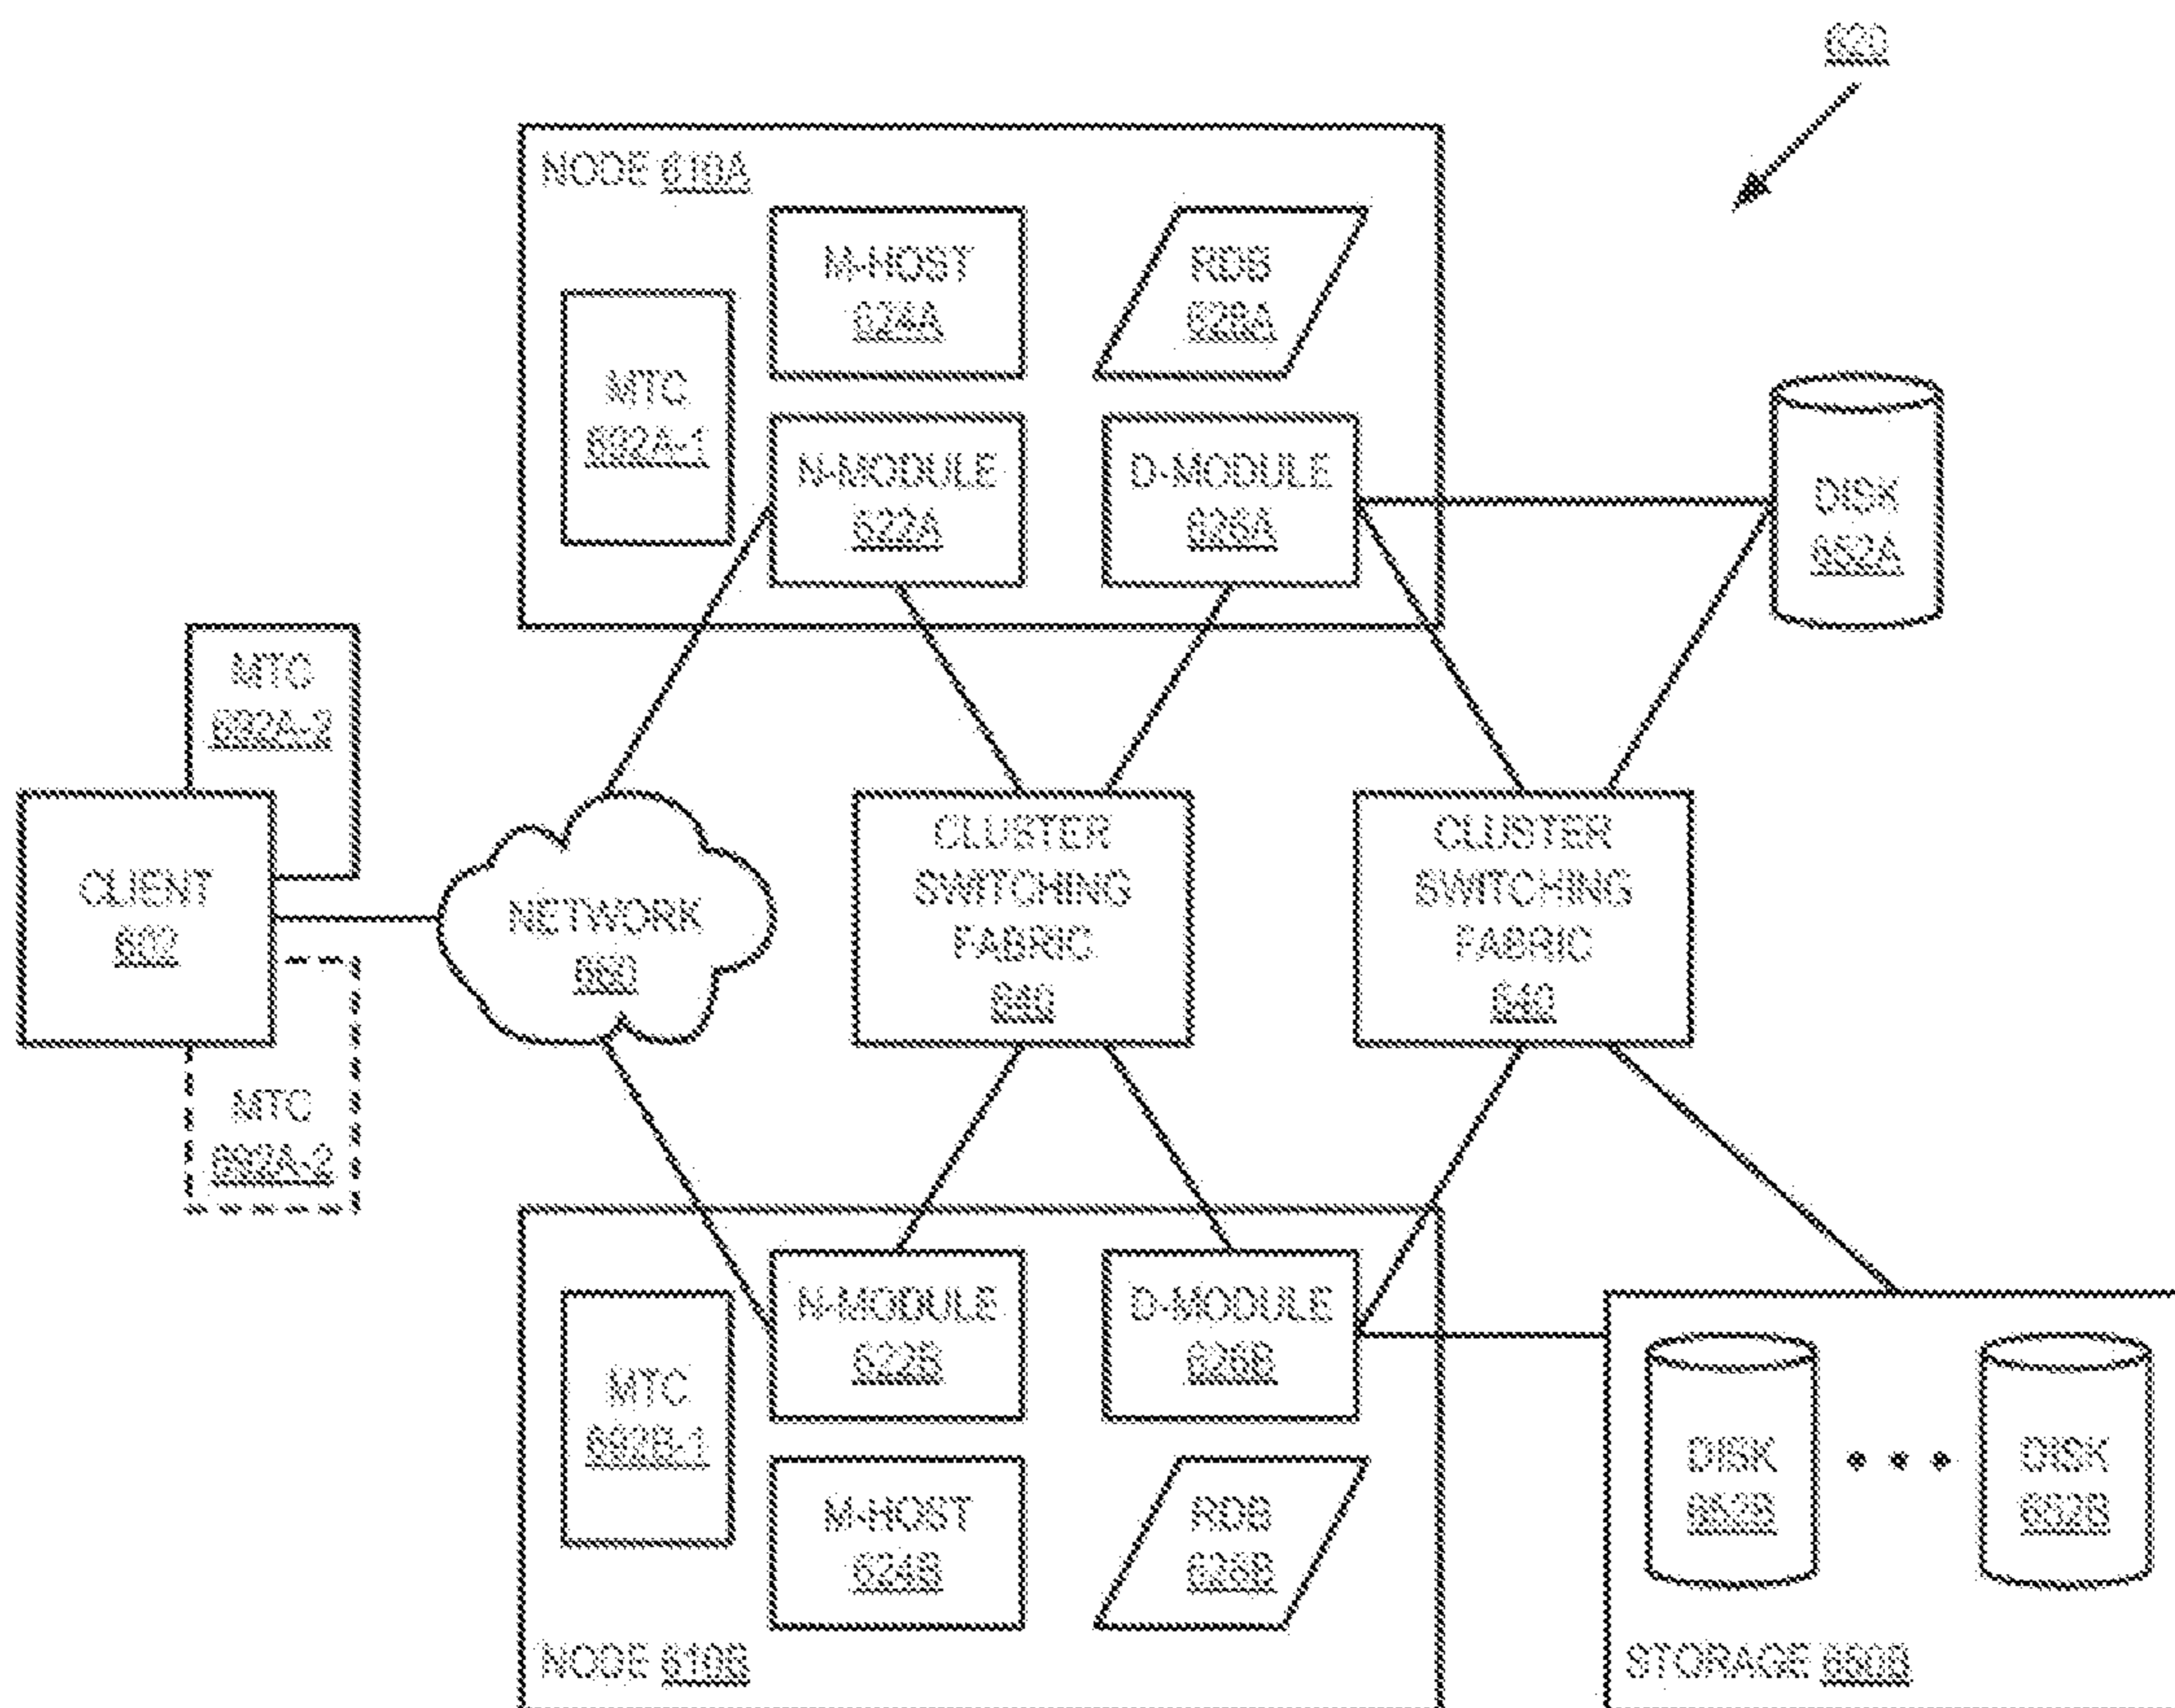 620
NODE 610A
M-HOST
624A
RDB
628A
MTC
692A-1
N-MODULE
622A
D-MODULE
626A
DISK
652A
MTC
692A-2
CLIENT
602
NETWORK
660
CLUSTER
SWITCHING
FABRIC
640
CLUSTER
SWITCHING
FABRIC
640
MTC
692A-2
N-MODULE
622B
D-MODULE
626B
MTC
692B-1
DISK
652B
DISK
652B
M-HOST
624B
RDB
628B
NODE 610B
STORAGE 650B